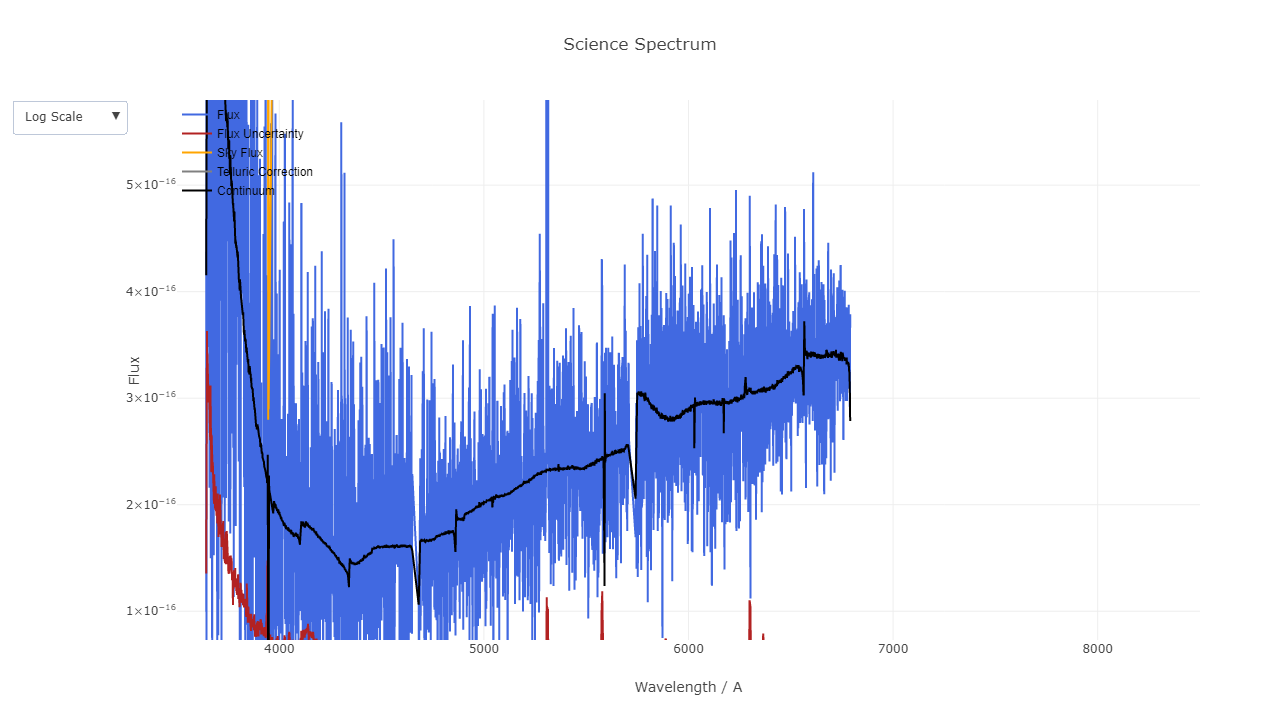 Science Spectrum
Log Scale ▼
Flux
Flux Uncertainty
Sky Flux
Telluric Correction
Continuum
5×10⁻¹⁶
4×10⁻¹⁶
3×10⁻¹⁶
2×10⁻¹⁶
1×10⁻¹⁶
Flux
4000 5000 6000 7000 8000
Wavelength / A